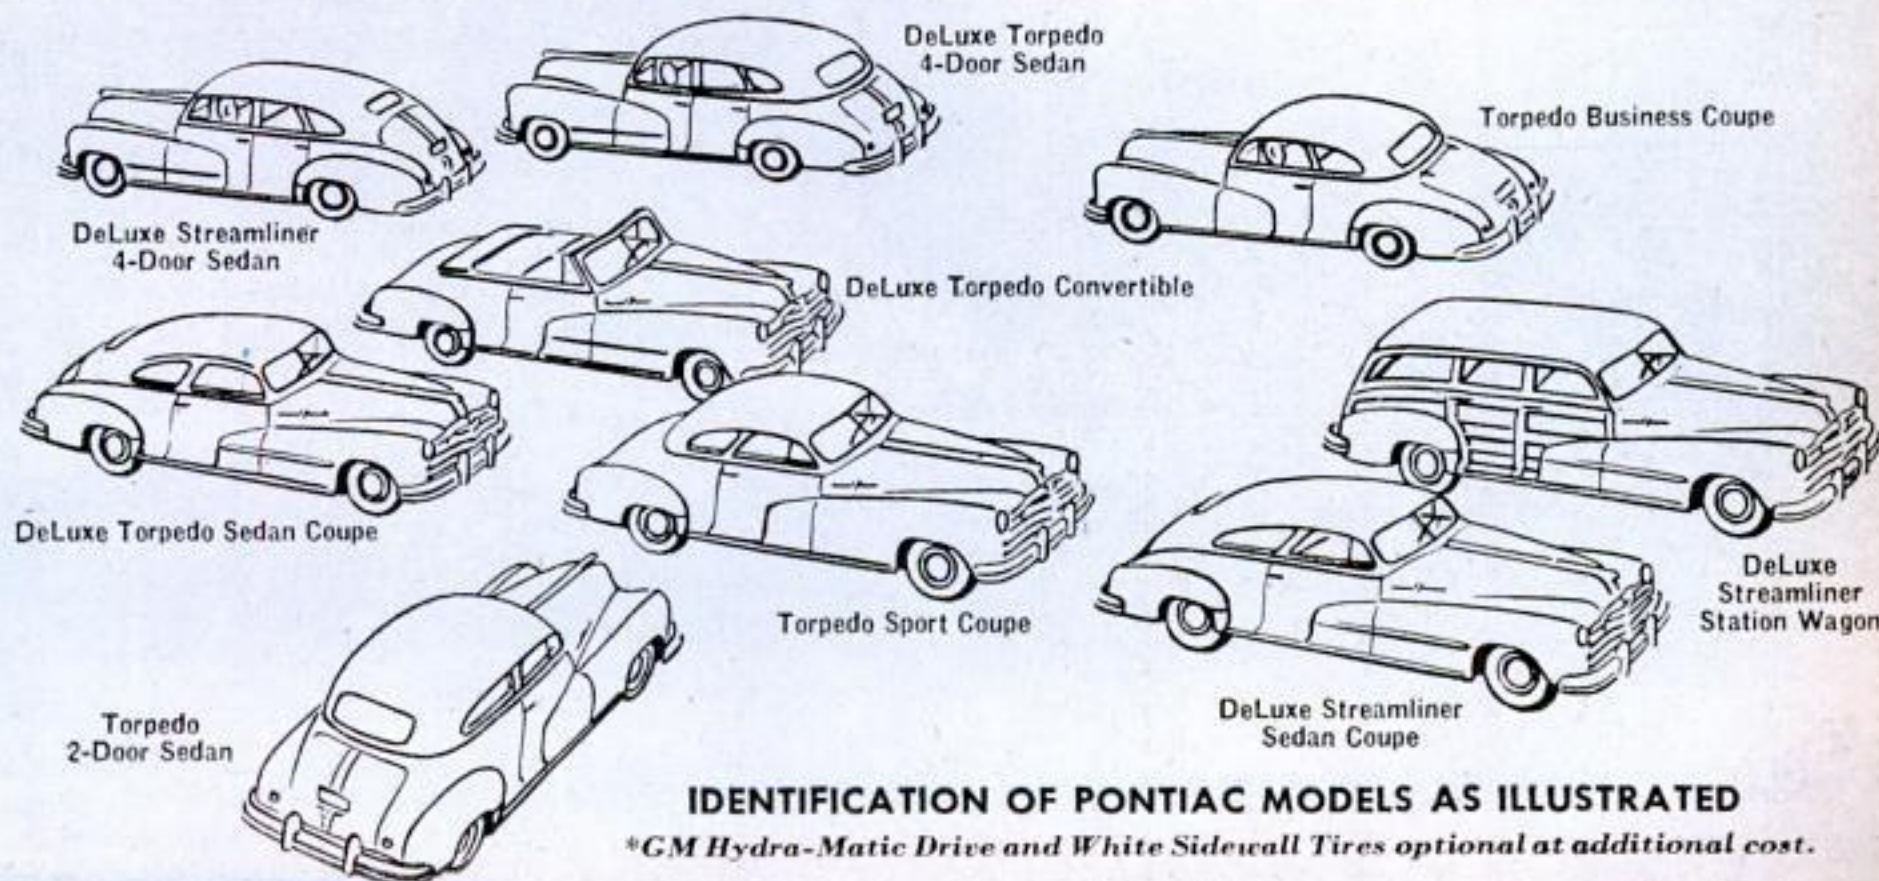 DeLuxe Torpedo
4-Door Sedan
Torpedo Business Coupe
DeLuxe Streamliner
4-Door Sedan
DeLuxe Torpedo Convertible
DeLuxe Torpedo Sedan Coupe
Torpedo Sport Coupe
DeLuxe
Streamliner
Station Wagon
Torpedo
2-Door Sedan
DeLuxe Streamliner
Sedan Coupe
IDENTIFICATION OF PONTIAC MODELS AS ILLUSTRATED
*GM Hydra-Matic Drive and White Sidewall Tires optional at additional cost.